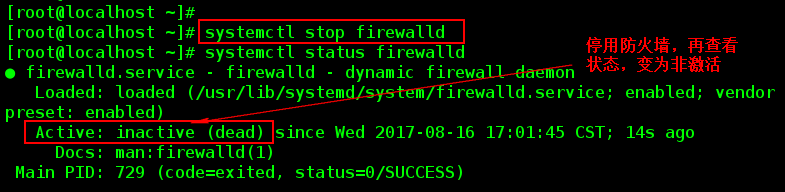 [root@localhost ~]#
[root@localhost ~]# systemctl stop firewalld
[root@localhost ~]# systemctl status firewalld
● firewalld.service - firewalld - dynamic firewall daemon
   Loaded: loaded (/usr/lib/systemd/system/firewalld.service; enabled; vendor
preset: enabled)
   Active: inactive (dead) since Wed 2017-08-16 17:01:45 CST; 14s ago
     Docs: man:firewalld(1)
 Main PID: 729 (code=exited, status=0/SUCCESS)
停用防火墙，再查看
状态，变为非激活